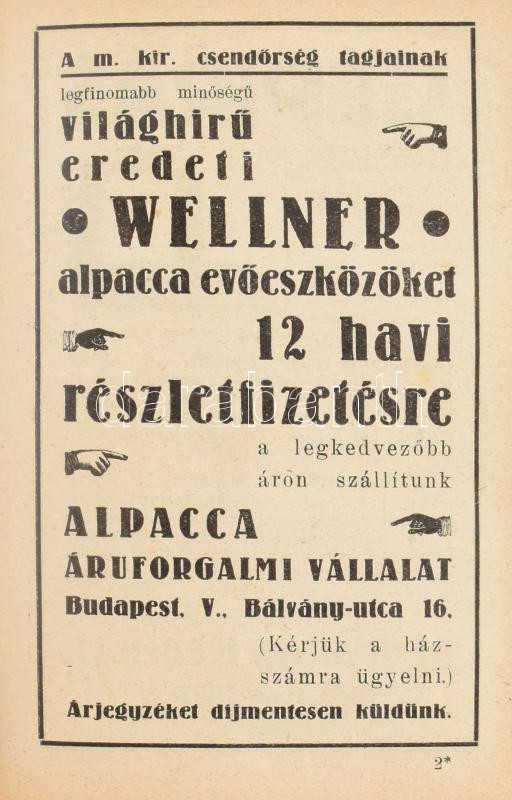 A m. kir. csendőrség tagjainak
legfinomabb minőségű
világhirű
eredeti
• WELLNER •
alpacca evőeszközöket
12 havi
részletfizetésre
a legkedvezőbb
áron szállítunk
ALPACCA
ÁRUFORGALMI VÁLLALAT
Budapest, V., Bálvány-utca 16.
(Kérjük a ház-
számra ügyelni.)
Árjegyzéket díjmentesen küldünk.
2*